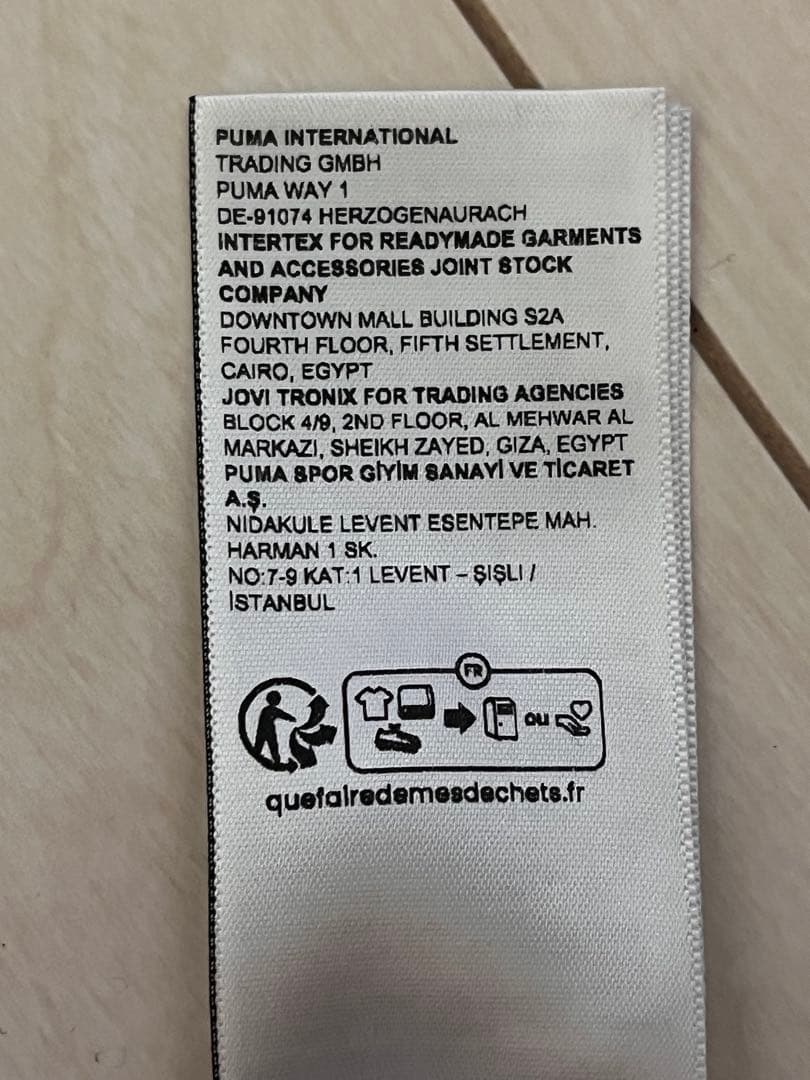 PUMA INTERNATIONAL
TRADING GMBH
PUMA WAY 1
DE-91074 HERZOGENAURACH
INTERTEX FOR READYMADE GARMENTS
AND ACCESSORIES JOINT STOCK
COMPANY
DOWNTOWN MALL BUILDING S2A
FOURTH FLOOR, FIFTH SETTLEMENT,
CAIRO, EGYPT
JOVI TRONIX FOR TRADING AGENCIES
BLOCK 4/9, 2ND FLOOR, AL MEHWAR AL
MARKAZI, SHEIKH ZAYED, GIZA, EGYPT
PUMA SPOR GİYİM SANAYİ VE TİCARET
A.Ş.
NIDAKULE LEVENT ESENTEPE MAH.
HARMAN 1 SK.
NO:7-9 KAT:1 LEVENT – ŞIŞLI /
İSTANBUL
FR
ou
quefairedemesdechets.fr